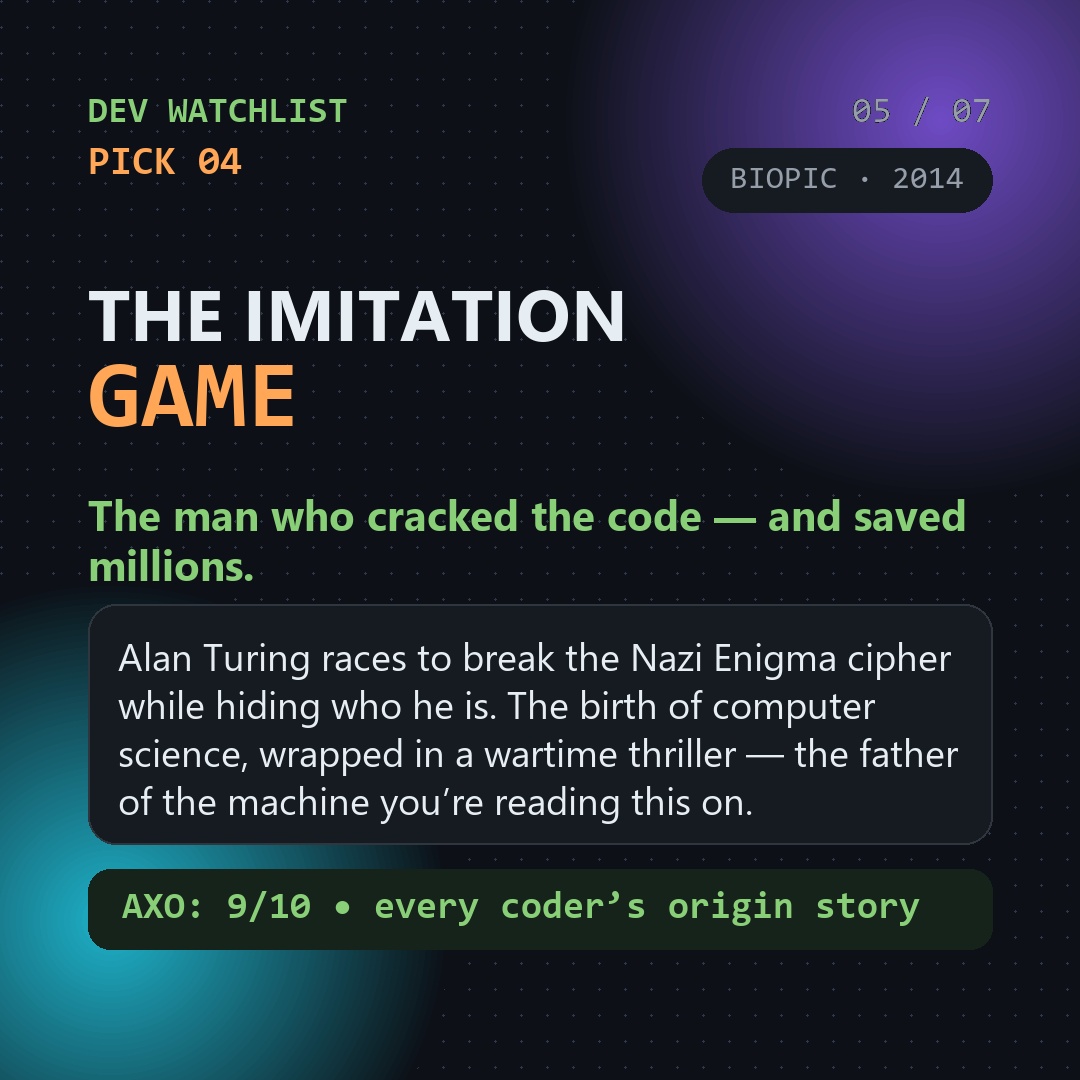 DEV WATCHLIST
05 / 07
PICK 04
BIOPIC · 2014
THE IMITATION
GAME
The man who cracked the code — and saved
millions.
Alan Turing races to break the Nazi Enigma cipher
while hiding who he is. The birth of computer
science, wrapped in a wartime thriller — the father
of the machine you’re reading this on.
AXO: 9/10 • every coder’s origin story